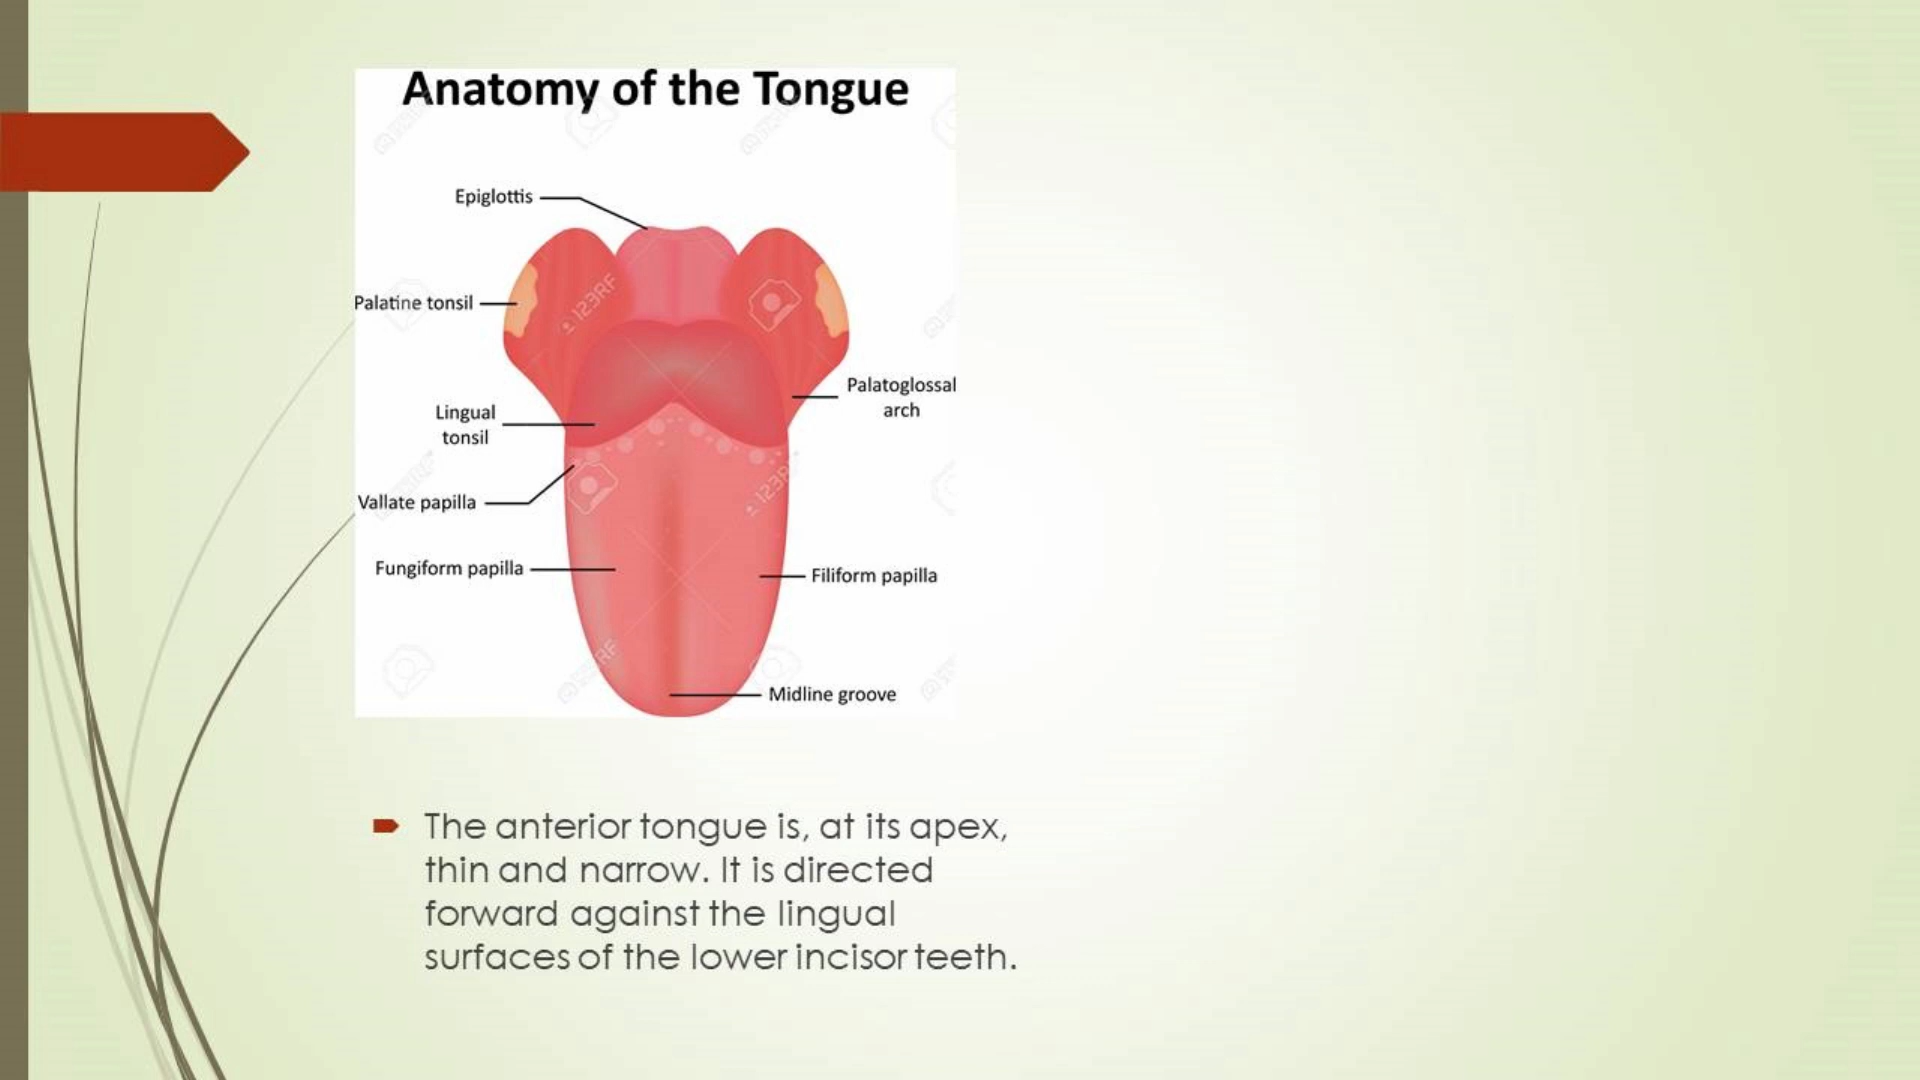 Anatomy of the Tongue
Epiglottis
Palatine tonsil
Palatoglossal
arch
Lingual
tonsil
Vallate papilla
Fungiform papilla
Filiform papilla
Midline groove
123RF
123RF
The anterior tongue is, at its apex,
thin and narrow. It is directed
forward against the lingual
surfaces of the lower incisor teeth.